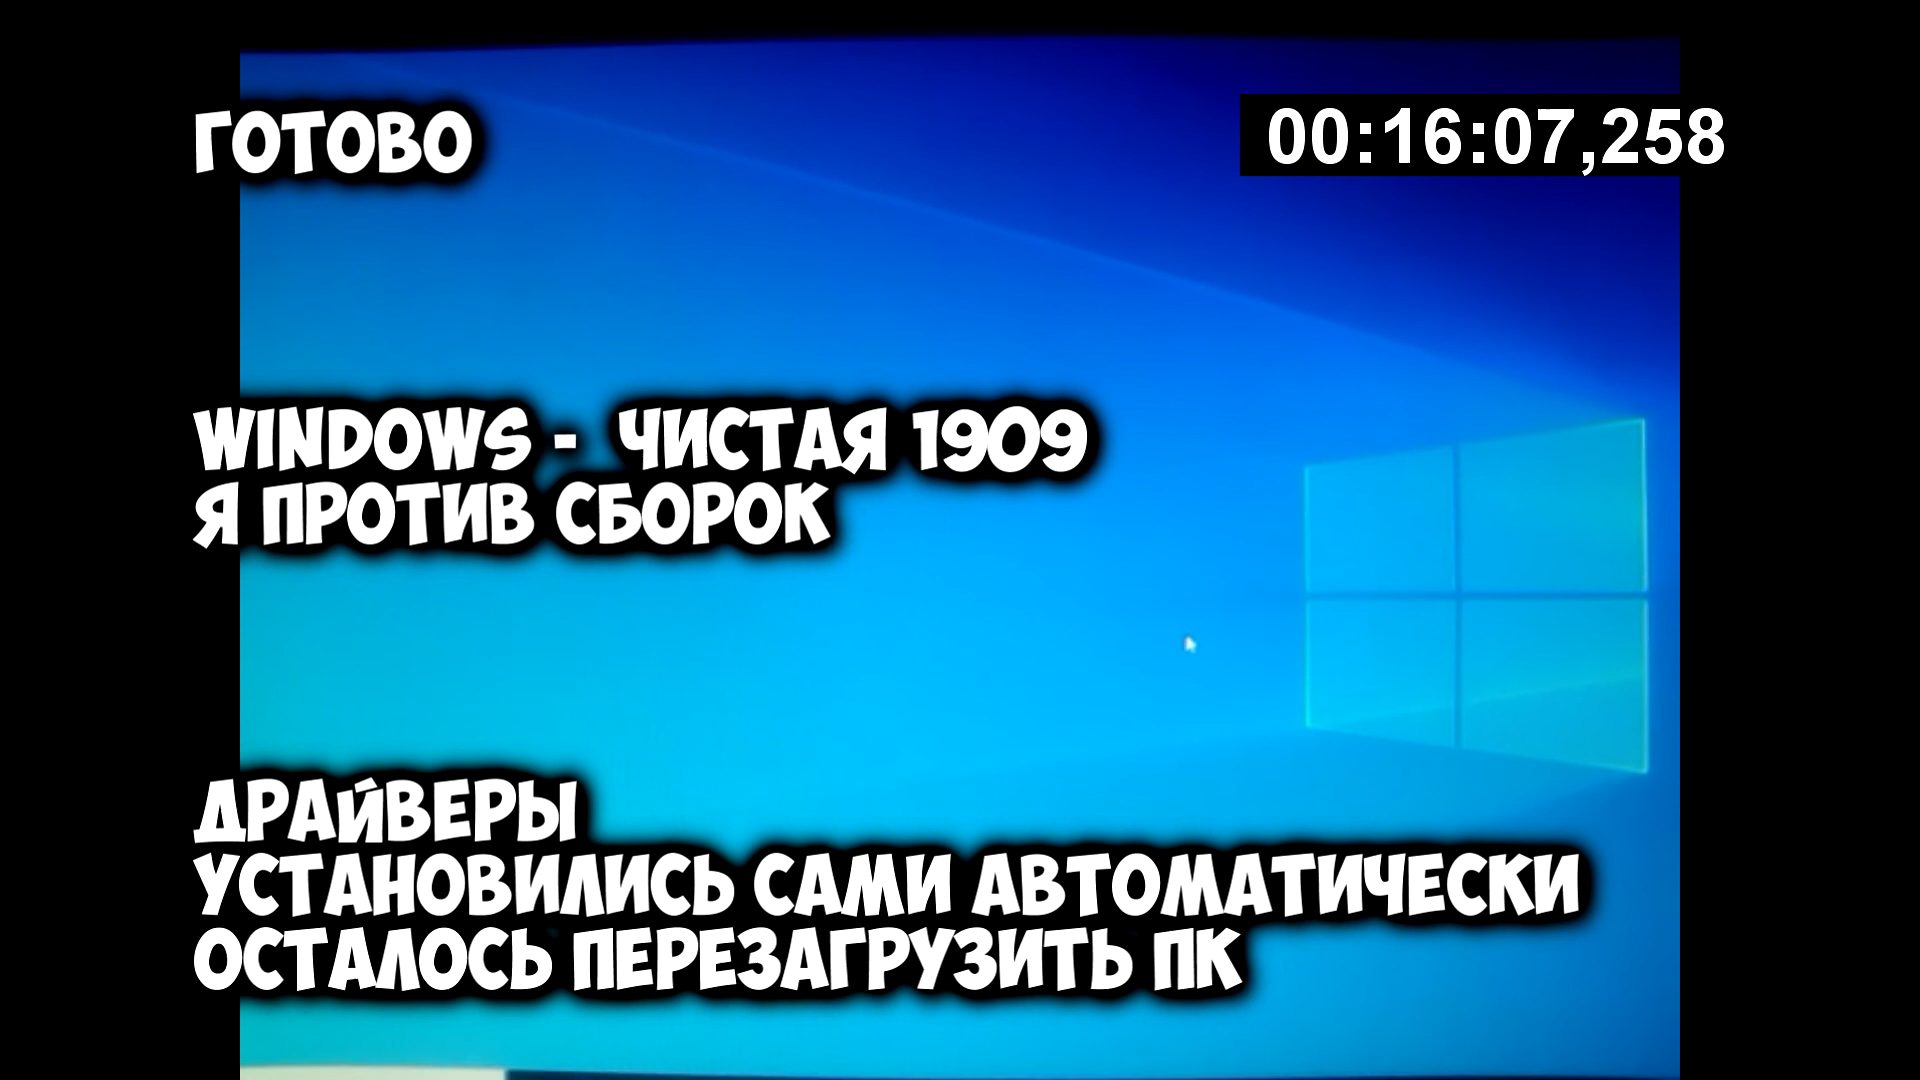 ГОТОВО
00:16:07,258
WINDOWS - ЧИСТАЯ 1909
Я ПРОТИВ СБОРОК
ДРАЙВЕРЫ
УСТАНОВИЛИСЬ САМИ АВТОМАТИЧЕСКИ
ОСТАЛОСЬ ПЕРЕЗАГРУЗИТЬ ПК